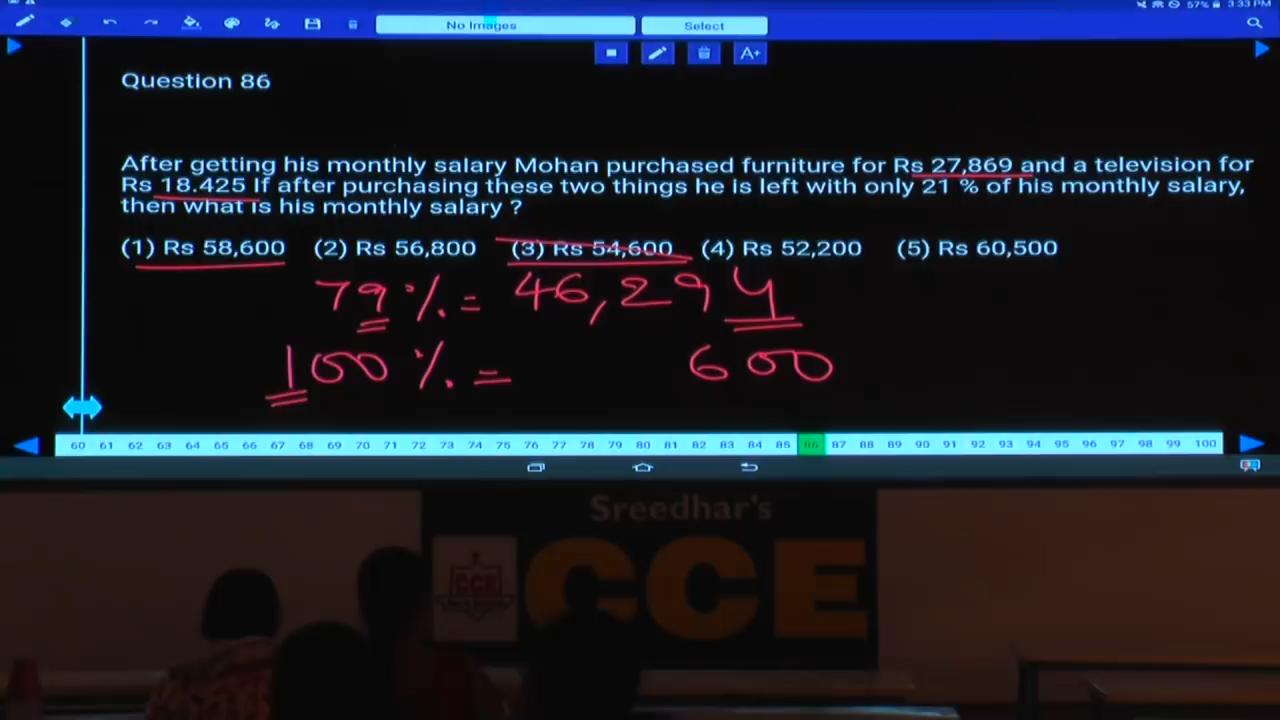 57% 3:33 PM
No Images Select
A+
Question 86
After getting his monthly salary Mohan purchased furniture for Rs 27,869 and a television for
Rs 18.425 If after purchasing these two things he is left with only 21 % of his monthly salary,
then what is his monthly salary ?
(1) Rs 58,600 (2) Rs 56,800 (3) Rs 54,600 (4) Rs 52,200 (5) Rs 60,500
79% = 46,294
100% = 600
60 61 62 63 64 65 66 67 68 69 70 71 72 73 74 75 76 77 78 79 80 81 82 83 84 85 86 87 88 89 90 91 92 93 94 95 96 97 98 99 100
Sreedhar's
CCE
CCE